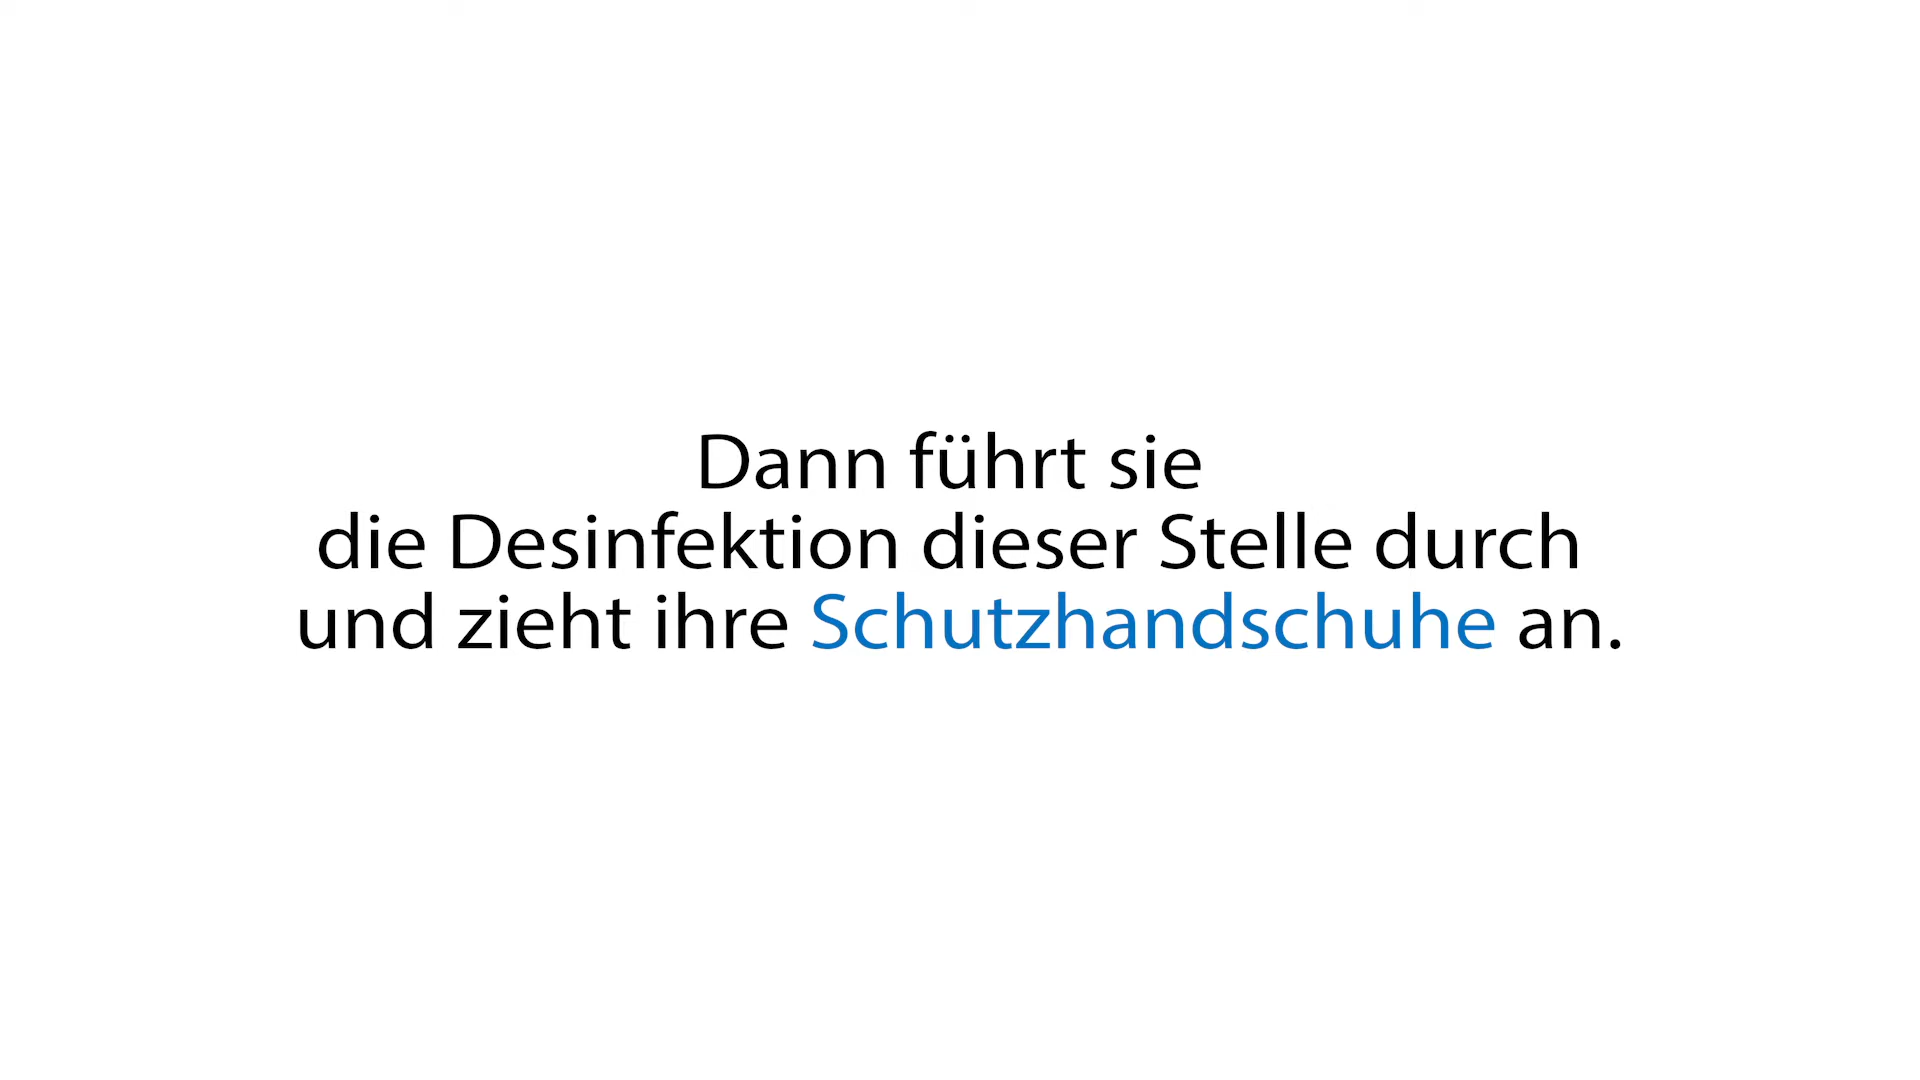 Dann führt sie
die Desinfektion dieser Stelle durch
und zieht ihre Schutzhandschuhe an.